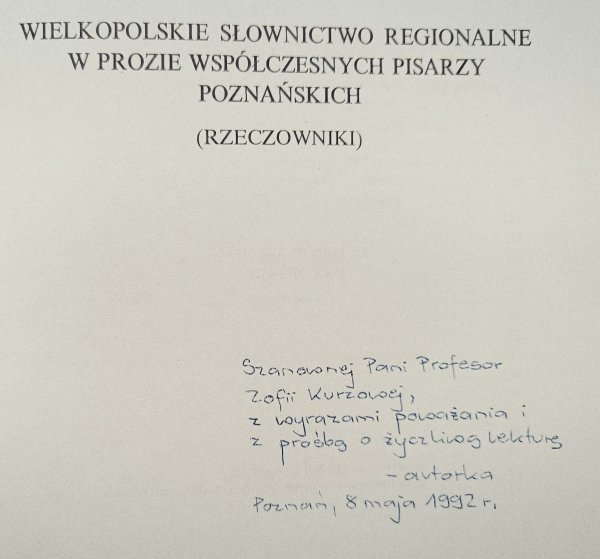 WIELKOPOLSKIE SŁOWNICTWO REGIONALNE
W PROZIE WSPÓŁCZESNYCH PISARZY
POZNAŃSKICH
(RZECZOWNIKI)
Szanownej Pani Profesor
Zofii Kurzowej,
z wyrazami poważania i
z prośbą o życzliwą lekturę
- autorka
Poznań, 8 maja 1992 r.